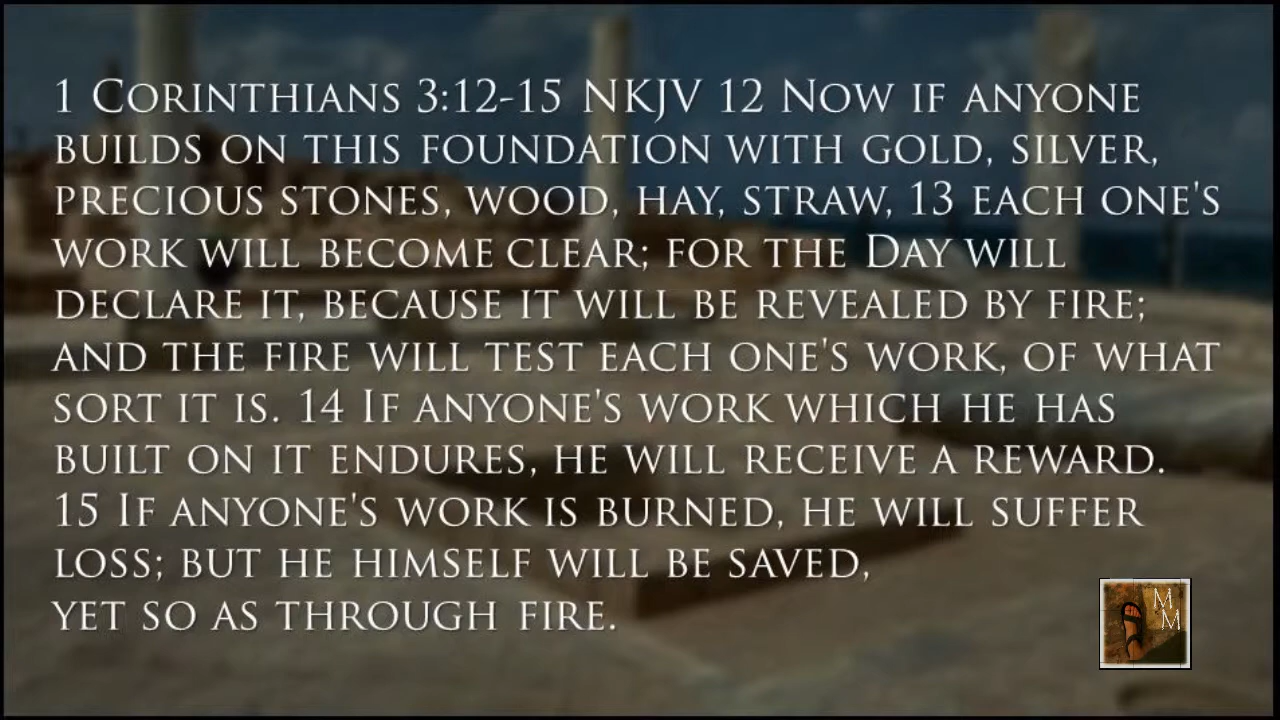 1 Corinthians 3:12-15 NKJV 12 Now if anyone
builds on this foundation with gold, silver,
precious stones, wood, hay, straw, 13 each one's
work will become clear; for the Day will
declare it, because it will be revealed by fire;
and the fire will test each one's work, of what
sort it is. 14 If anyone's work which he has
built on it endures, he will receive a reward.
15 If anyone's work is burned, he will suffer
loss; but he himself will be saved,
yet so as through fire.
M
M